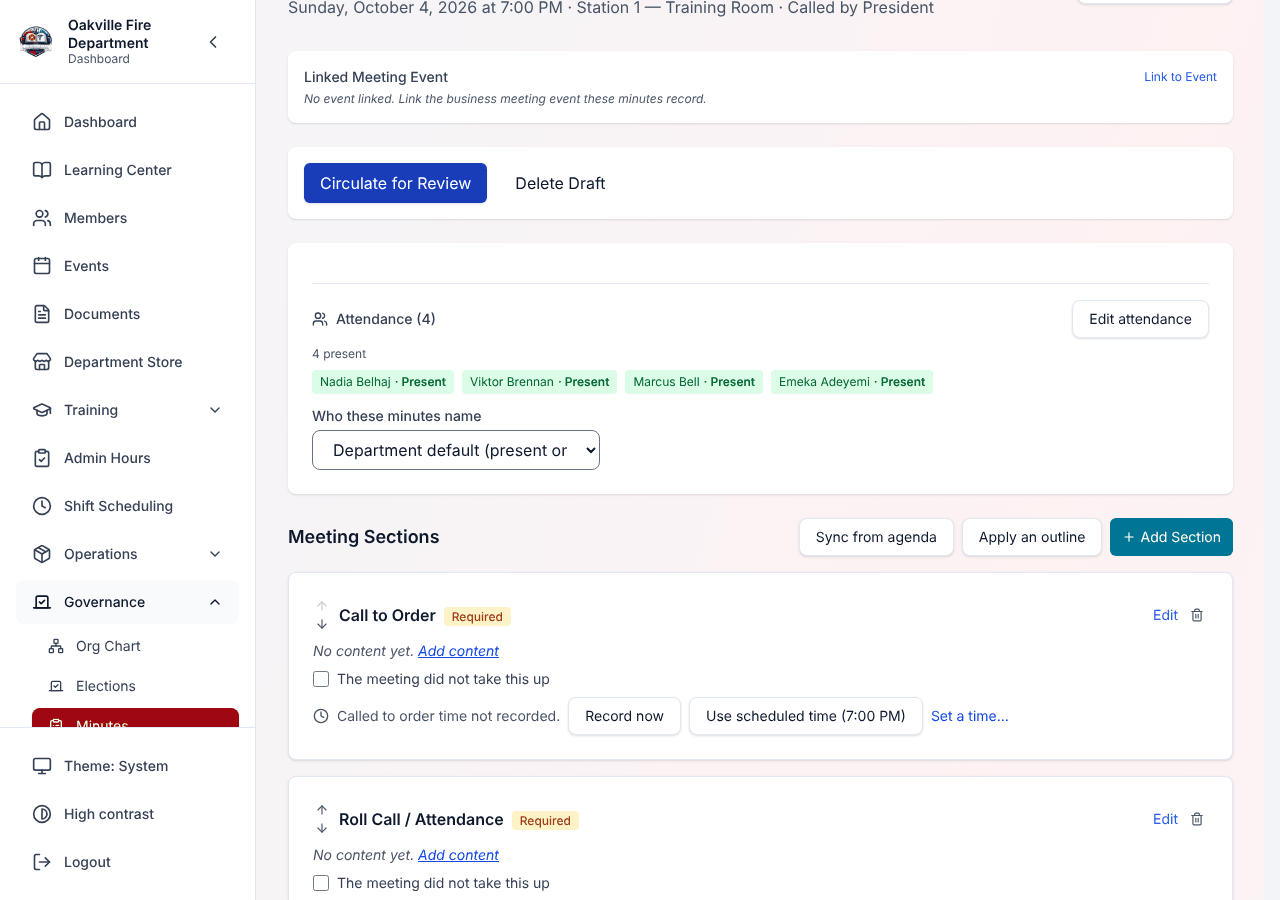 Oakville Fire
Department
Dashboard
Dashboard
Learning Center
Members
Events
Documents
Department Store
Training
Admin Hours
Shift Scheduling
Operations
Governance
Org Chart
Elections
Minutes
Theme: System
High contrast
Logout
Sunday, October 4, 2026 at 7:00 PM · Station 1 — Training Room · Called by President
Linked Meeting Event
Link to Event
No event linked. Link the business meeting event these minutes record.
Circulate for Review
Delete Draft
Attendance (4)
Edit attendance
4 present
Nadia Belhaj · Present
Viktor Brennan · Present
Marcus Bell · Present
Emeka Adeyemi · Present
Who these minutes name
Department default (present or
Meeting Sections
Sync from agenda
Apply an outline
+ Add Section
Call to Order
Required
Edit
No content yet. Add content
The meeting did not take this up
Called to order time not recorded.
Record now
Use scheduled time (7:00 PM)
Set a time...
Roll Call / Attendance
Required
Edit
No content yet. Add content
The meeting did not take this up